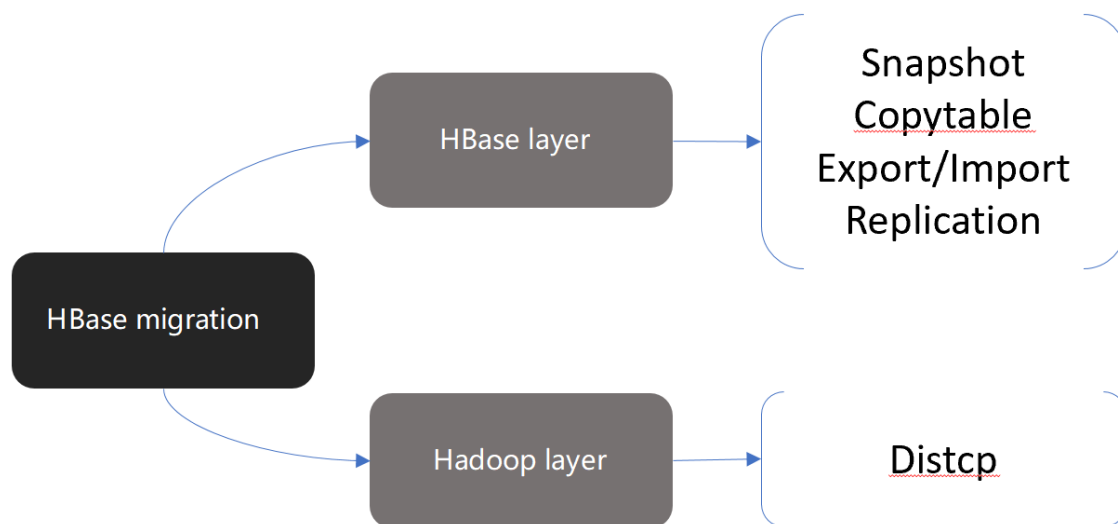 HBase migration
HBase layer
Snapshot
Copytable
Export/Import
Replication
Hadoop layer
Distcp